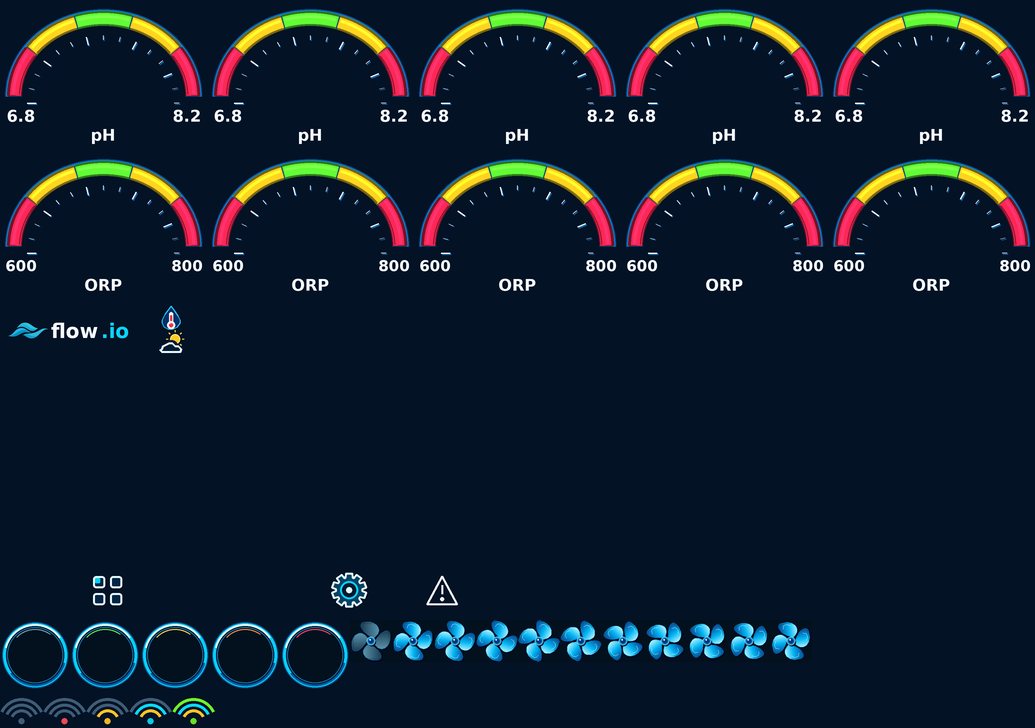 6.8 8.2 6.8 8.2 6.8 8.2 6.8 8.2 6.8 8.2
pH pH pH pH pH
600 800 600 800 600 800 600 800 600 800
ORP ORP ORP ORP ORP
flow.io